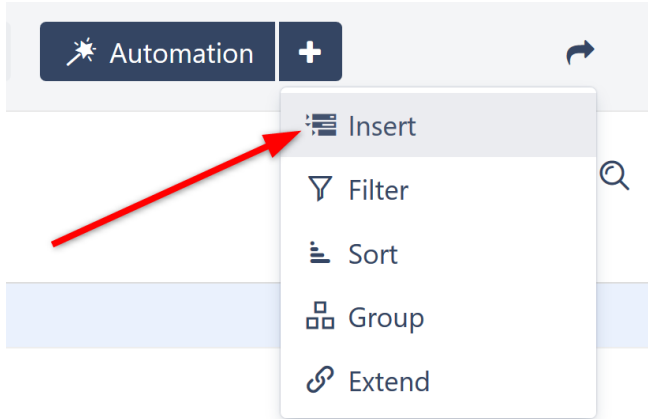 Automation +
Insert
Filter
Sort
Group
Extend